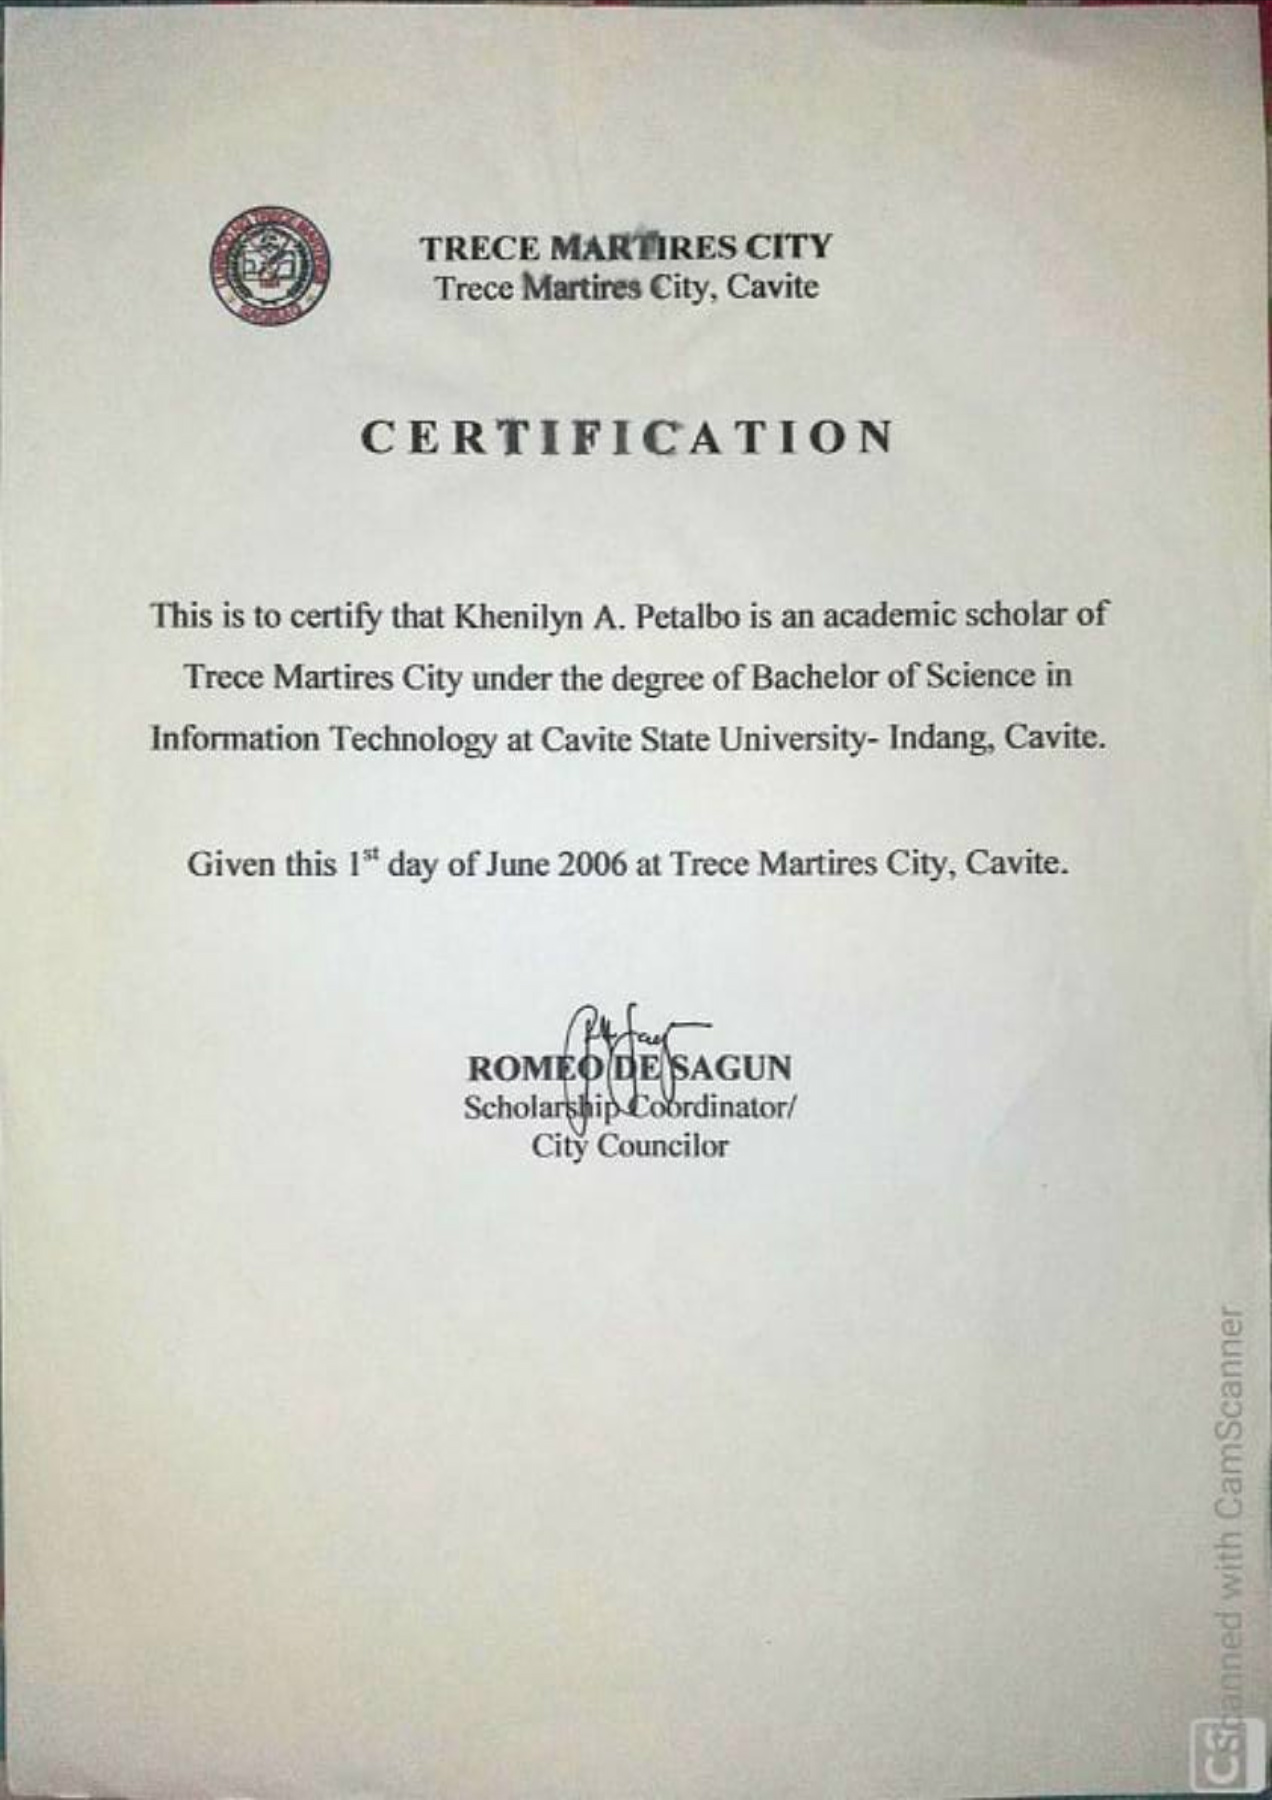 TRECE MARTIRES CITY
Trece Martires City, Cavite
CERTIFICATION
This is to certify that Khenilyn A. Petalbo is an academic scholar of
Trece Martires City under the degree of Bachelor of Science in
Information Technology at Cavite State University- Indang, Cavite.
Given this 1st day of June 2006 at Trece Martires City, Cavite.
ROMEO DE SAGUN
Scholarship Coordinator/
City Councilor
CS Scanned with CamScanner